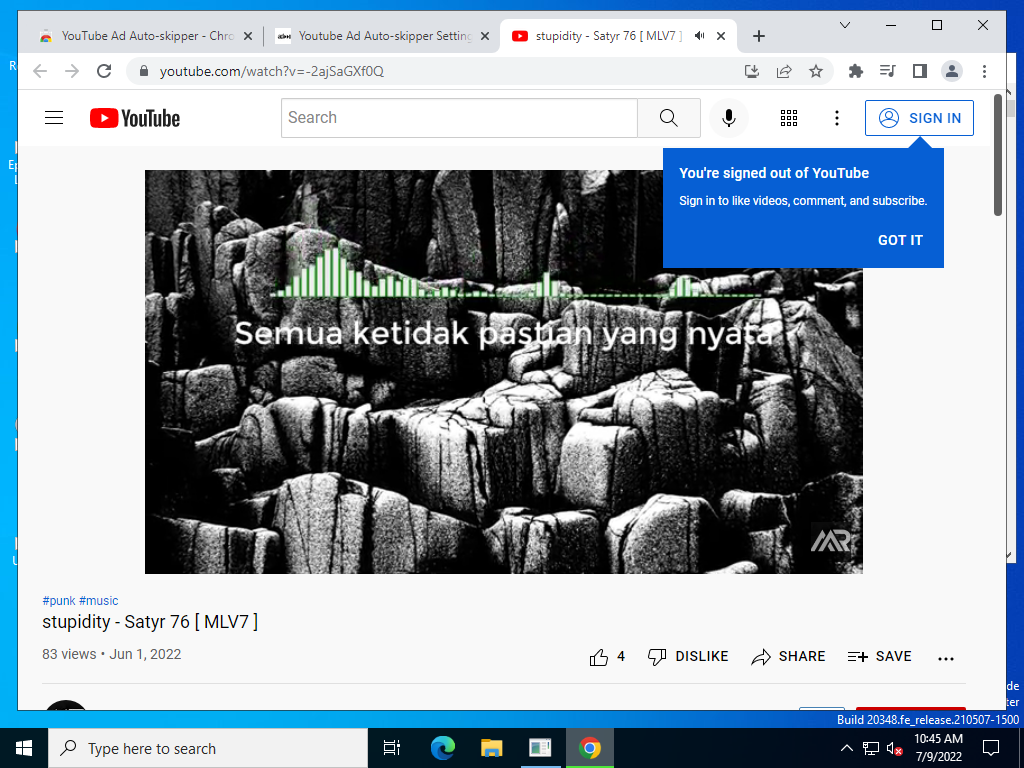 YouTube Ad Auto-skipper - Chro
Youtube Ad Auto-skipper Setting
stupidity - Satyr 76 [ MLV7 ]
youtube.com/watch?v=-2ajSaGXf0Q
YouTube
Search
SIGN IN
You're signed out of YouTube
Sign in to like videos, comment, and subscribe.
GOT IT
Semua ketidak pastian yang nyata
MR
#punk #music
stupidity - Satyr 76 [ MLV7 ]
83 views • Jun 1, 2022
4
DISLIKE
SHARE
SAVE
Build 20348.fe_release.210507-1500
Type here to search
10:45 AM
7/9/2022